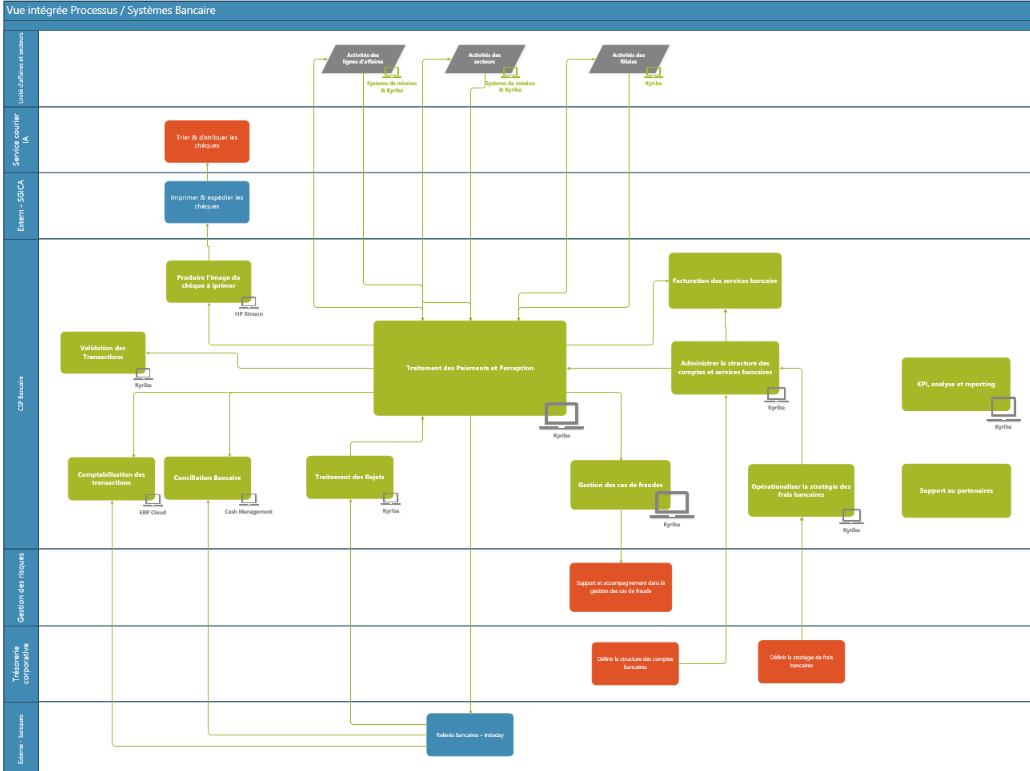 Vue intégrée Processus / Systèmes Bancaire
Unité d'affaires et secteurs
Activités des
lignes d'affaires
Systems de mission
& Kyriba
Activités des
secteurs
Systems de mission
& Kyriba
Activités des
filiales
Kyriba
Service courier
IA
Trier & distribuer les
chèques
Extern - SGICA
Imprimer & expédier les
chèques
CSP Bancaire
Produire l'image du
chèque à iprimer
HP Xtream
Facturation des services bancaire
Validation des
Transactions
Kyriba
Traitement des Paiements et Perception
Kyriba
Administrer la structure des
comptes et services bancaires
Kyriba
KPI, analyse et reporting
Kyriba
Comptabilisation des
transactions
ERP Cloud
Conciliation Bancaire
Cash Management
Traitement des Rejets
Kyriba
Gestion des cas de fraudes
Kyriba
Opérationaliser la stratégie des
frais bancaires
Kyriba
Support au partenaires
Gestion des risques
Support et accompagnement dans la
gestion des cas de fraude
Trésorerie
corporative
Définir la structure des comptes
bancaires
Définir la stratégie de frais
bancaires
Externe - banques
Relevés bancaires – intraday